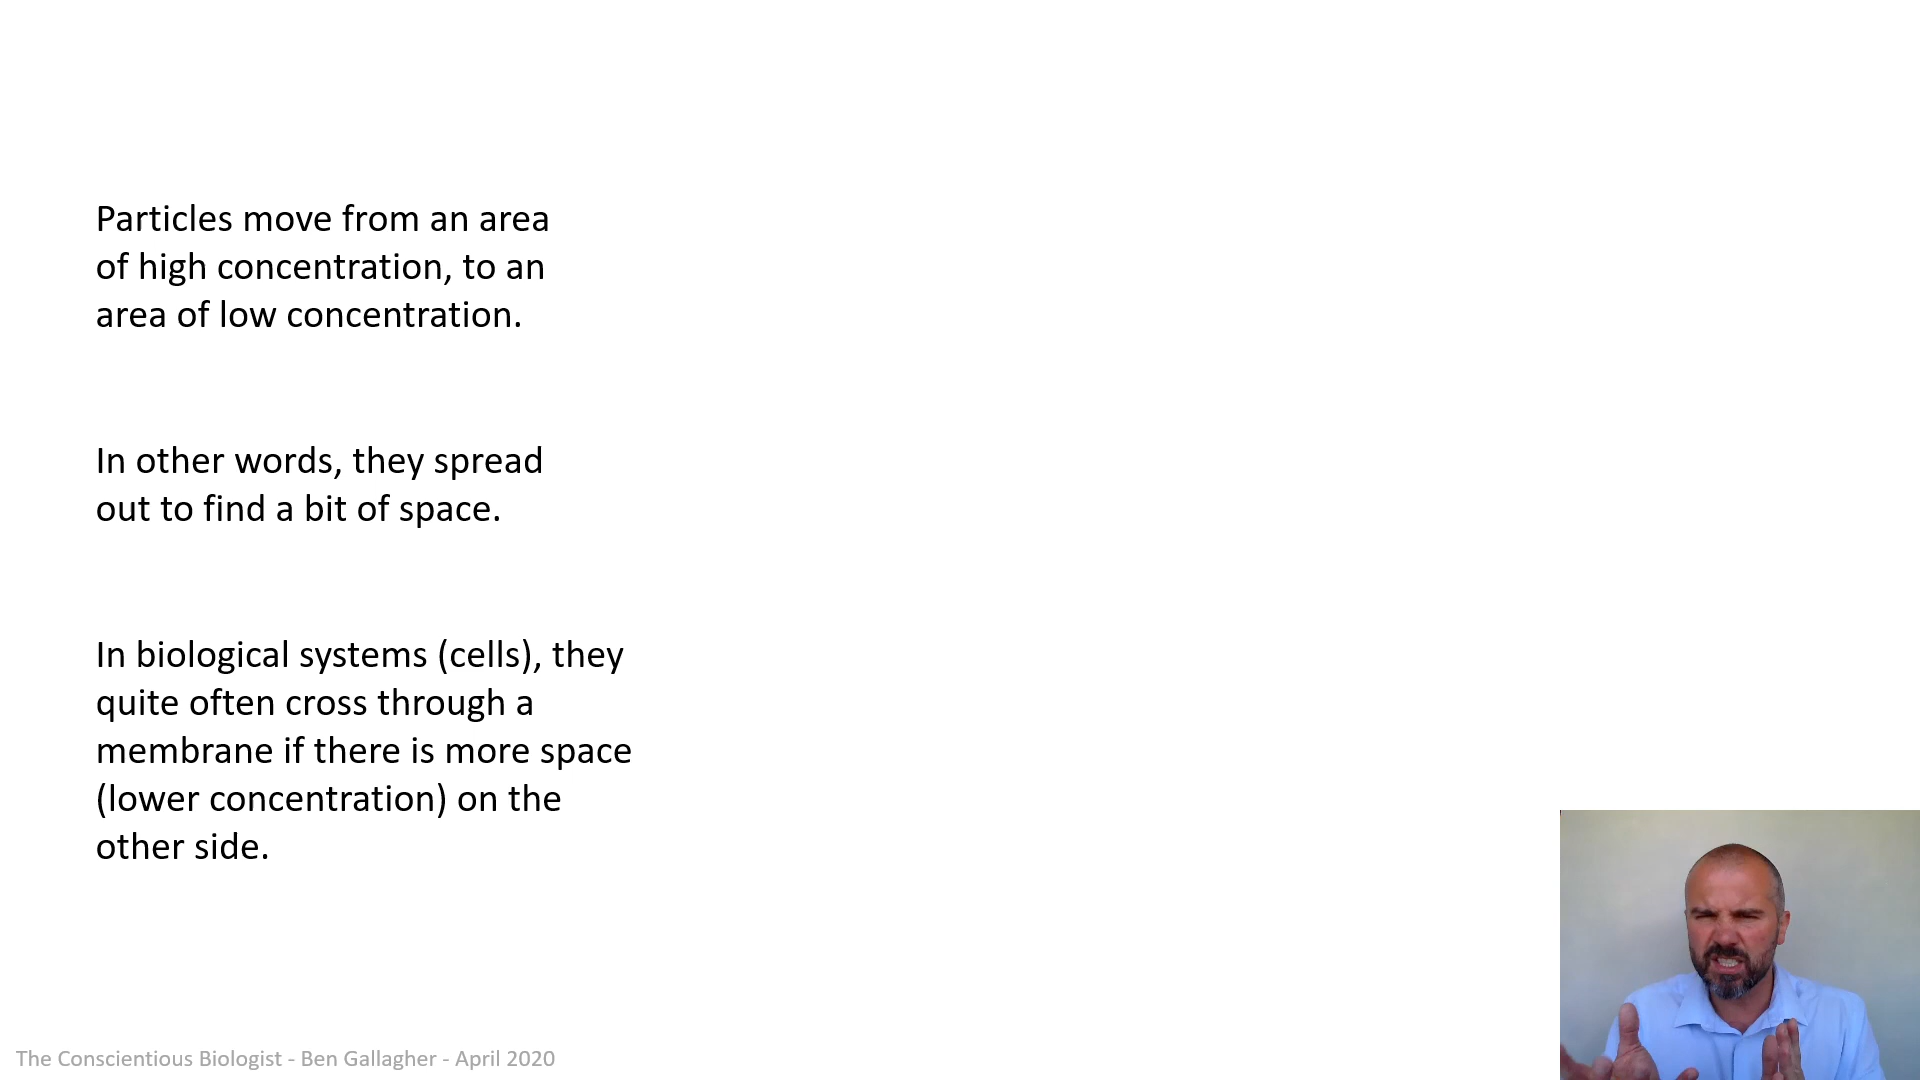 Particles move from an area
of high concentration, to an
area of low concentration.
In other words, they spread
out to find a bit of space.
In biological systems (cells), they
quite often cross through a
membrane if there is more space
(lower concentration) on the
other side.
The Conscientious Biologist - Ben Gallagher - April 2020